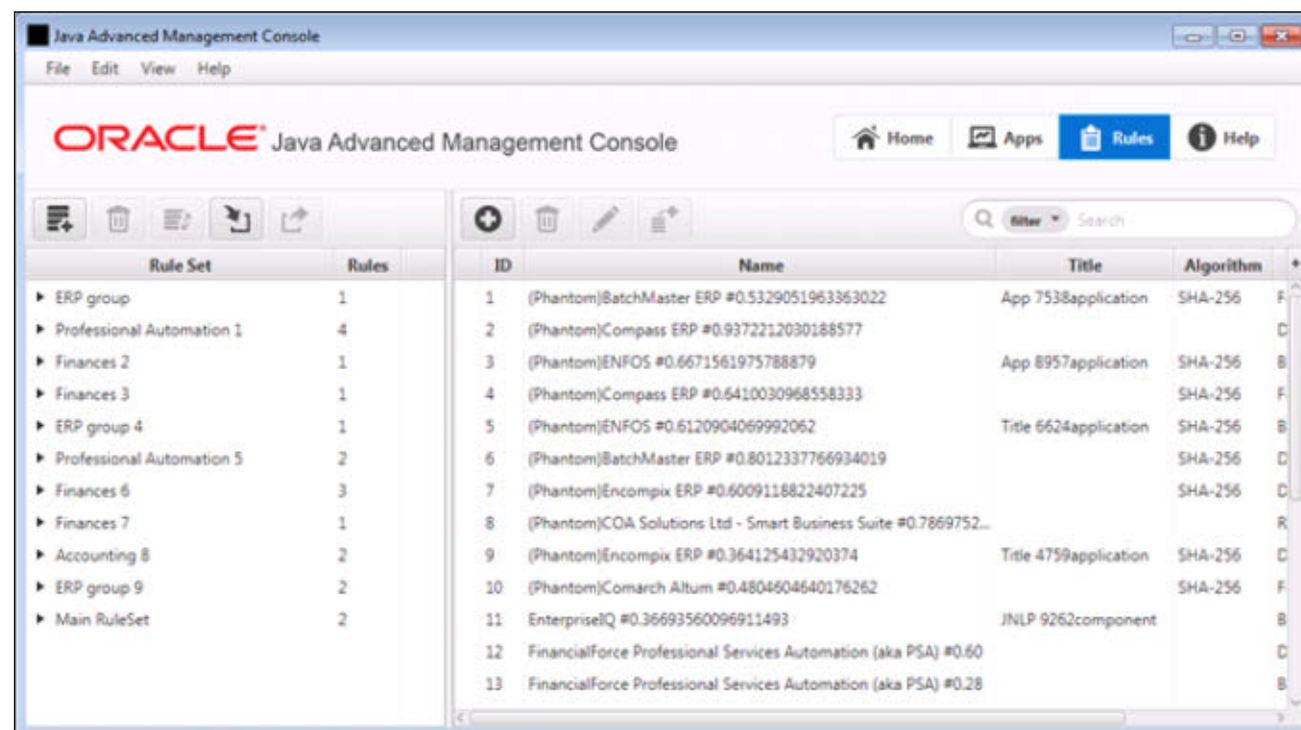 Java Advanced Management Console
File Edit View Help
ORACLE Java Advanced Management Console
Home Apps Rules Help
filter Search
Rule Set Rules
ERP group 1
Professional Automation 1 4
Finances 2 1
Finances 3 1
ERP group 4 1
Professional Automation 5 2
Finances 6 3
Finances 7 1
Accounting 8 2
ERP group 9 2
Main RuleSet 2
ID Name Title Algorithm
1 (Phantom)BatchMaster ERP #0.5329051963363022 App 7538application SHA-256 F
2 (Phantom)Compass ERP #0.9372212030188577 D
3 (Phantom)ENFOS #0.6671561975788879 App 8957application SHA-256 B
4 (Phantom)Compass ERP #0.6410030968558333 SHA-256 F
5 (Phantom)ENFOS #0.6120904069992062 Title 6624application SHA-256 B
6 (Phantom)BatchMaster ERP #0.8012337766934019 SHA-256 D
7 (Phantom)Encompix ERP #0.6009118822407225 SHA-256 D
8 (Phantom)COA Solutions Ltd - Smart Business Suite #0.7869752... R
9 (Phantom)Encompix ERP #0.364125432920374 Title 4759application SHA-256 D
10 (Phantom)Comarch Altum #0.4804604640176262 SHA-256 F
11 EnterpriseIQ #0.36693560096911493 JNLP 9262component B
12 FinancialForce Professional Services Automation (aka PSA) #0.60 D
13 FinancialForce Professional Services Automation (aka PSA) #0.28 B